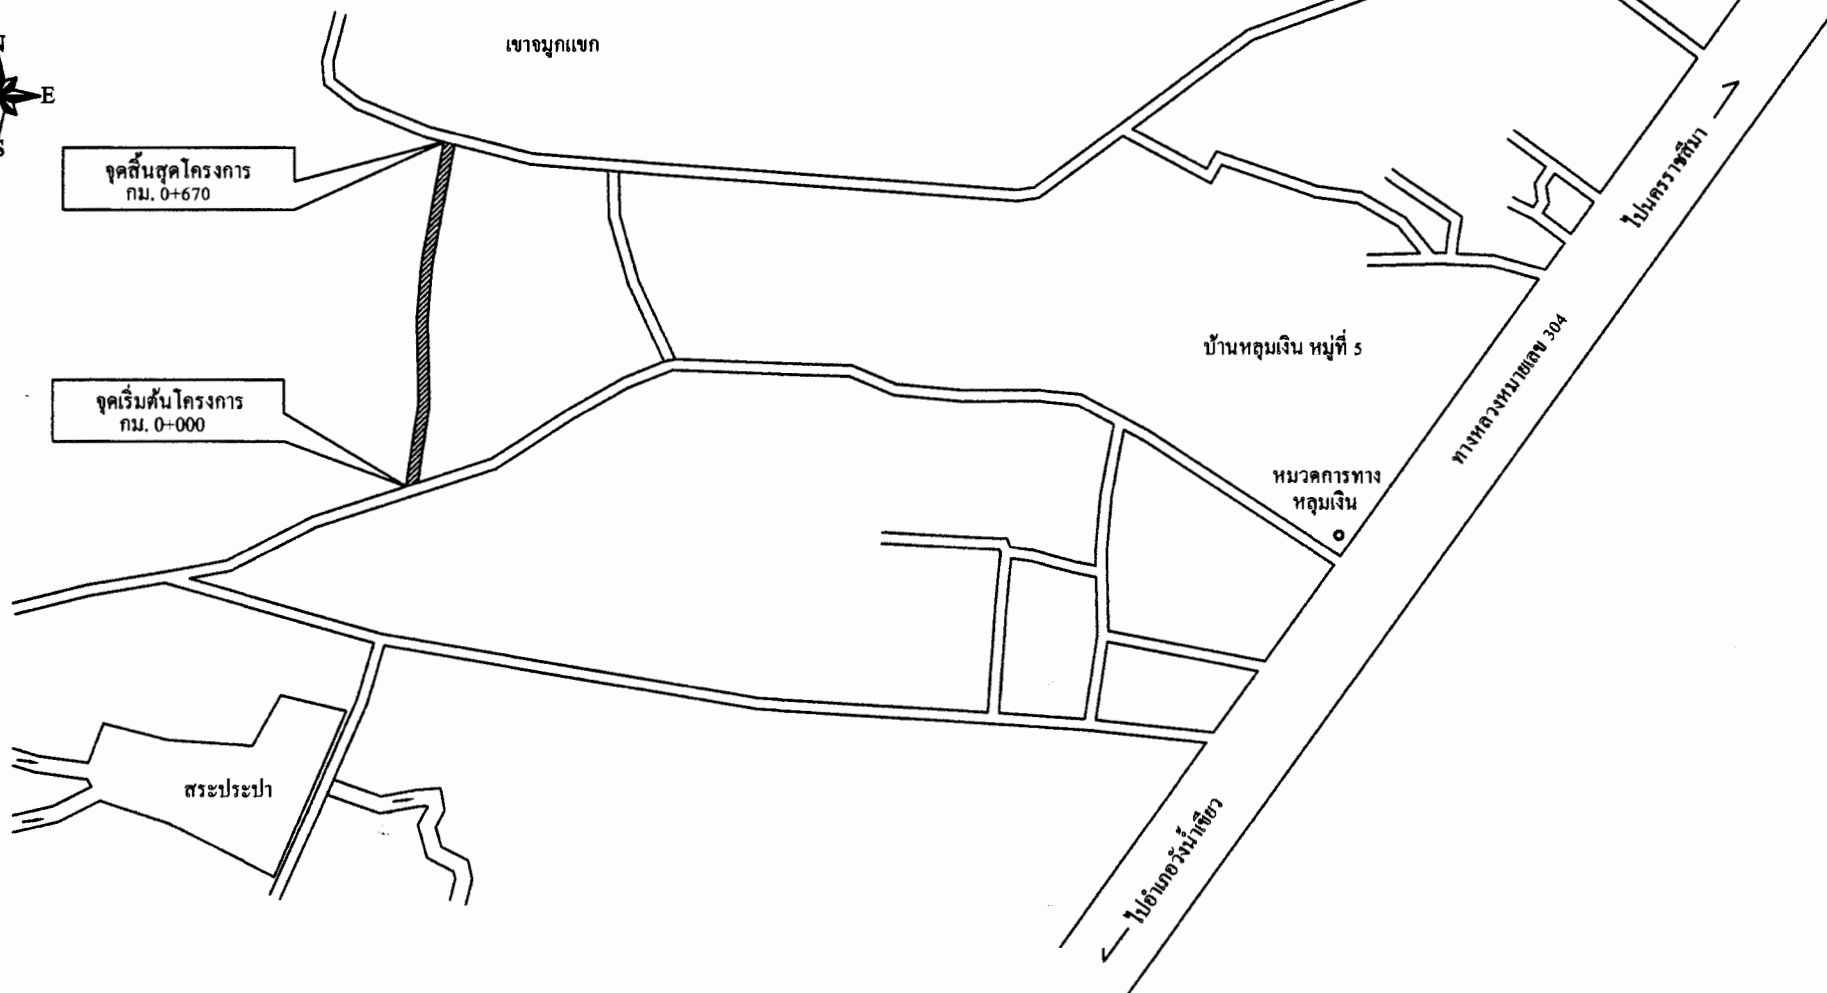 เขาจมูกแขก
N
E
S
จุดสิ้นสุดโครงการ
กม. 0+670
ไปนครราชสีมา
บ้านหลุมเงิน หมู่ที่ 5
ทางหลวงหมายเลข 304
จุดเริ่มต้นโครงการ
กม. 0+000
หมวดการทาง
หลุมเงิน
สระประปา
ไปอำเภอวังน้ำเขียว